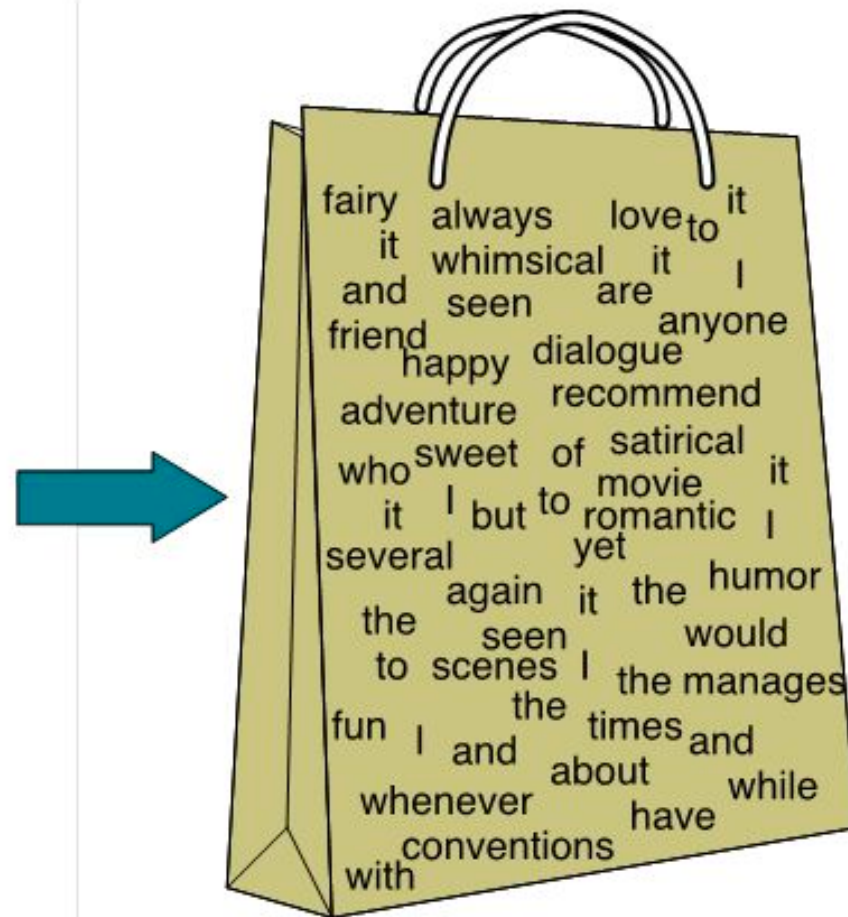 fairy always love to it
it whimsical it I
and seen are anyone
friend happy dialogue
adventure recommend
who sweet of satirical it
it I but to movie romantic I
several yet
again it the humor
the seen would
to scenes I the manages
fun I and the times and
whenever about have while
conventions
with